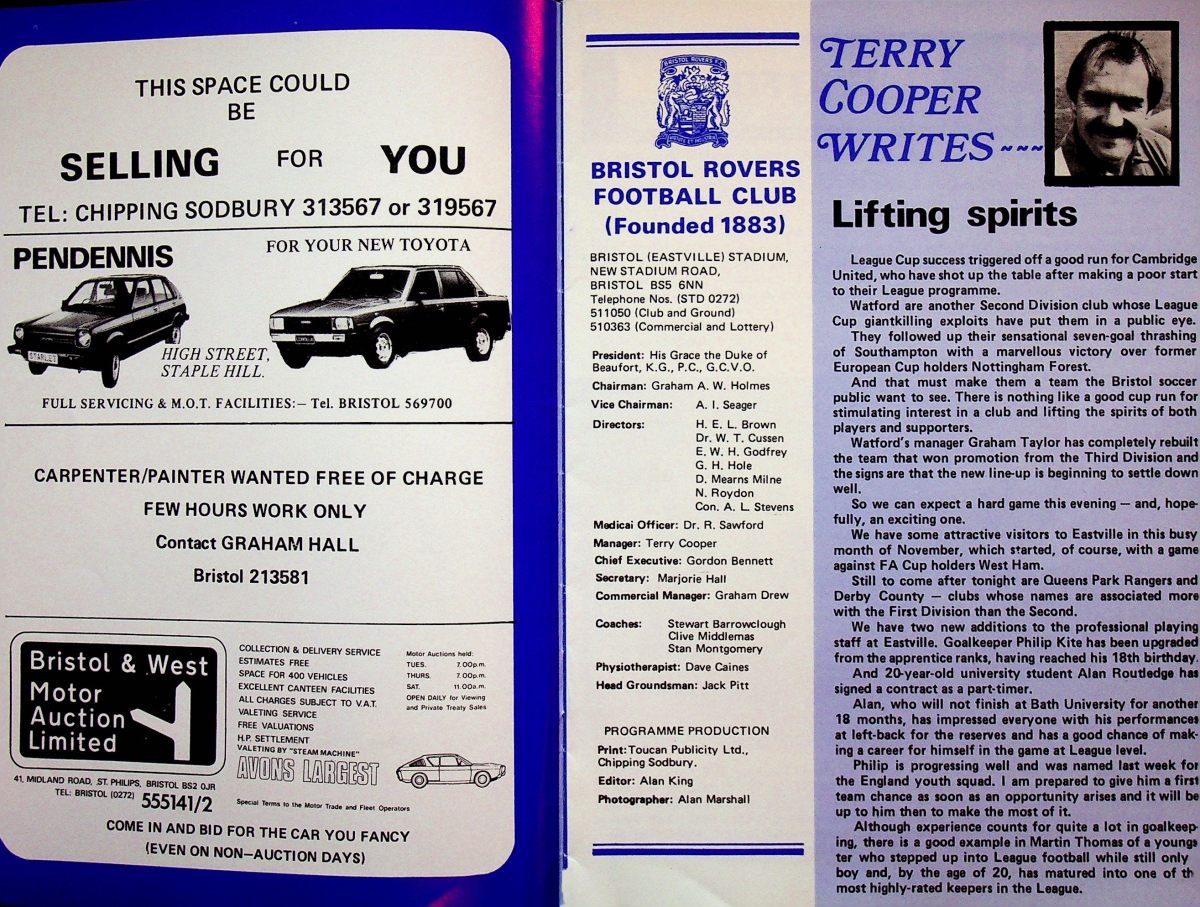 THIS SPACE COULD
BE
SELLING FOR YOU
TEL: CHIPPING SODBURY 313567 or 319567
PENDENNIS
FOR YOUR NEW TOYOTA
STARLET
HIGH STREET,
STAPLE HILL.
FULL SERVICING & M.O.T. FACILITIES:— Tel. BRISTOL 569700
CARPENTER/PAINTER WANTED FREE OF CHARGE
FEW HOURS WORK ONLY
Contact GRAHAM HALL
Bristol 213581
Bristol & West
Motor
Auction
Limited
COLLECTION & DELIVERY SERVICE
ESTIMATES FREE
SPACE FOR 400 VEHICLES
EXCELLENT CANTEEN FACILITIES
ALL CHARGES SUBJECT TO V.A.T.
VALETING SERVICE
FREE VALUATIONS
H.P. SETTLEMENT
VALETING BY "STEAM MACHINE"
AVONS LARGEST
Motor Auctions held:
TUES. 7.00p.m.
THURS. 7.00p.m.
SAT. 11.00a.m.
OPEN DAILY for Viewing
and Private Treaty Sales
41, MIDLAND ROAD, ST. PHILIPS, BRISTOL BS2 0JR
TEL: BRISTOL (0272) 555141/2
Special Terms to the Motor Trade and Fleet Operators
COME IN AND BID FOR THE CAR YOU FANCY
(EVEN ON NON—AUCTION DAYS)
BRISTOL ROVERS F.C.
BRISTOL ROVERS
FOOTBALL CLUB
(Founded 1883)
BRISTOL (EASTVILLE) STADIUM,
NEW STADIUM ROAD,
BRISTOL BS5 6NN
Telephone Nos. (STD 0272)
511050 (Club and Ground)
510363 (Commercial and Lottery)
President: His Grace the Duke of
Beaufort, K.G., P.C., G.C.V.O.
Chairman: Graham A. W. Holmes
Vice Chairman: A. I. Seager
Directors: H. E. L. Brown
Dr. W. T. Cussen
E. W. H. Godfrey
G. H. Hole
D. Mearns Milne
N. Roydon
Con. A. L. Stevens
Medical Officer: Dr. R. Sawford
Manager: Terry Cooper
Chief Executive: Gordon Bennett
Secretary: Marjorie Hall
Commercial Manager: Graham Drew
Coaches: Stewart Barrowclough
Clive Middlemas
Stan Montgomery
Physiotherapist: Dave Caines
Head Groundsman: Jack Pitt
PROGRAMME PRODUCTION
Print: Toucan Publicity Ltd.,
Chipping Sodbury.
Editor: Alan King
Photographer: Alan Marshall
TERRY
COOPER
WRITES ~~~
Lifting spirits
League Cup success triggered off a good run for Cambridge
United, who have shot up the table after making a poor start
to their League programme.
Watford are another Second Division club whose League
Cup giantkilling exploits have put them in a public eye.
They followed up their sensational seven-goal thrashing
of Southampton with a marvellous victory over former
European Cup holders Nottingham Forest.
And that must make them a team the Bristol soccer
public want to see. There is nothing like a good cup run for
stimulating interest in a club and lifting the spirits of both
players and supporters.
Watford's manager Graham Taylor has completely rebuilt
the team that won promotion from the Third Division and
the signs are that the new line-up is beginning to settle down
well.
So we can expect a hard game this evening — and, hope-
fully, an exciting one.
We have some attractive visitors to Eastville in this busy
month of November, which started, of course, with a game
against FA Cup holders West Ham.
Still to come after tonight are Queens Park Rangers and
Derby County — clubs whose names are associated more
with the First Division than the Second.
We have two new additions to the professional playing
staff at Eastville. Goalkeeper Philip Kite has been upgraded
from the apprentice ranks, having reached his 18th birthday.
And 20-year-old university student Alan Routledge has
signed a contract as a part-timer.
Alan, who will not finish at Bath University for another
18 months, has impressed everyone with his performances
at left-back for the reserves and has a good chance of mak-
ing a career for himself in the game at League level.
Philip is progressing well and was named last week for
the England youth squad. I am prepared to give him a first
team chance as soon as an opportunity arises and it will be
up to him then to make the most of it.
Although experience counts for quite a lot in goalkeep-
ing, there is a good example in Martin Thomas of a youngs
ter who stepped up into League football while still only
boy and, by the age of 20, has matured into one of th
most highly-rated keepers in the League.